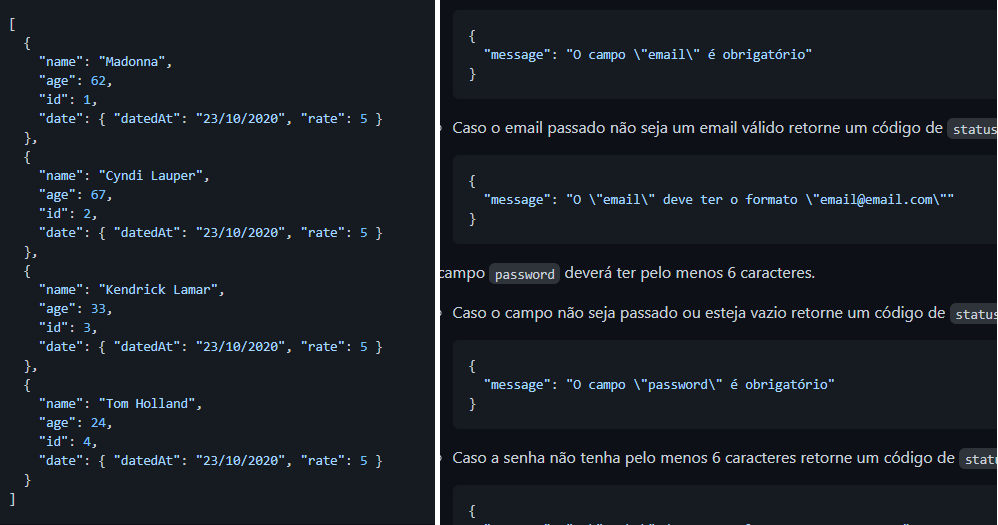 [
  {
    "name": "Madonna",
    "age": 62,
    "id": 1,
    "date": { "datedAt": "23/10/2020", "rate": 5 }
  },
  {
    "name": "Cyndi Lauper",
    "age": 67,
    "id": 2,
    "date": { "datedAt": "23/10/2020", "rate": 5 }
  },
  {
    "name": "Kendrick Lamar",
    "age": 33,
    "id": 3,
    "date": { "datedAt": "23/10/2020", "rate": 5 }
  },
  {
    "name": "Tom Holland",
    "age": 24,
    "id": 4,
    "date": { "datedAt": "23/10/2020", "rate": 5 }
  }
]
{
  "message": "O campo \"email\" é obrigatório"
}
Caso o email passado não seja um email válido retorne um código de status
{
  "message": "O \"email\" deve ter o formato \"email@email.com\""
}
campo password deverá ter pelo menos 6 caracteres.
Caso o campo não seja passado ou esteja vazio retorne um código de status
{
  "message": "O campo \"password\" é obrigatório"
}
Caso a senha não tenha pelo menos 6 caracteres retorne um código de statu
{